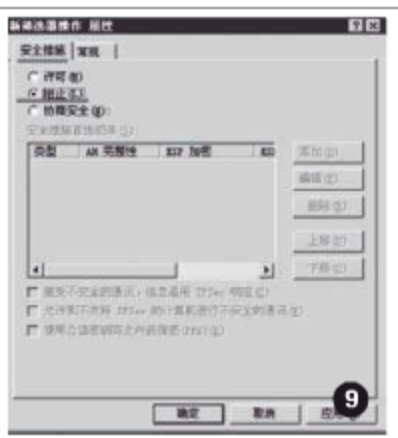 新筛选器操作 属性
安全措施 常规
许可(M)
阻止(L)
协商安全(N):
安全措施首选顺序(S):
类型 AH 完整性 ESP 加密 ESP
添加(D)
编辑(E)
删除(R)
上移(U)
下移(O)
接受不安全的通讯,但总是用 IPSec 响应(C)
允许和不支持 IPSec 的计算机进行不安全的通讯(W)
使用会话密钥完全向前保密(PFS)(K)
确定 取消 应用
9